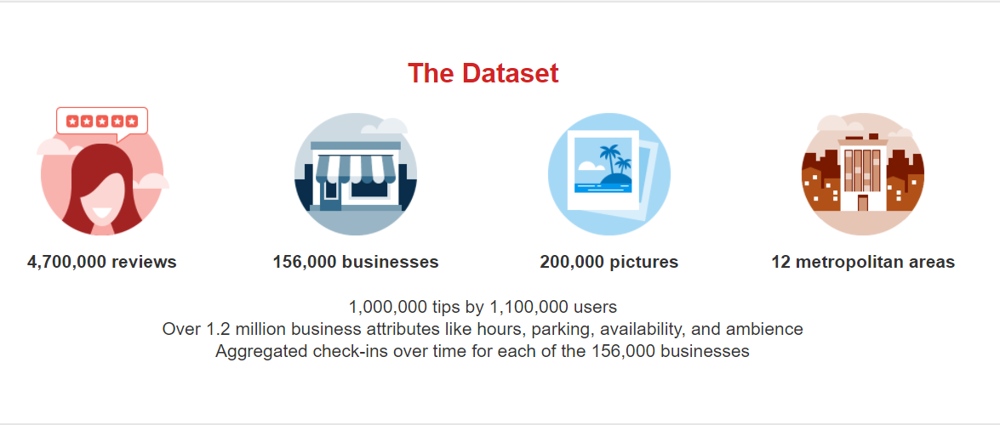 The Dataset
4,700,000 reviews
156,000 businesses
200,000 pictures
12 metropolitan areas
1,000,000 tips by 1,100,000 users
Over 1.2 million business attributes like hours, parking, availability, and ambience
Aggregated check-ins over time for each of the 156,000 businesses